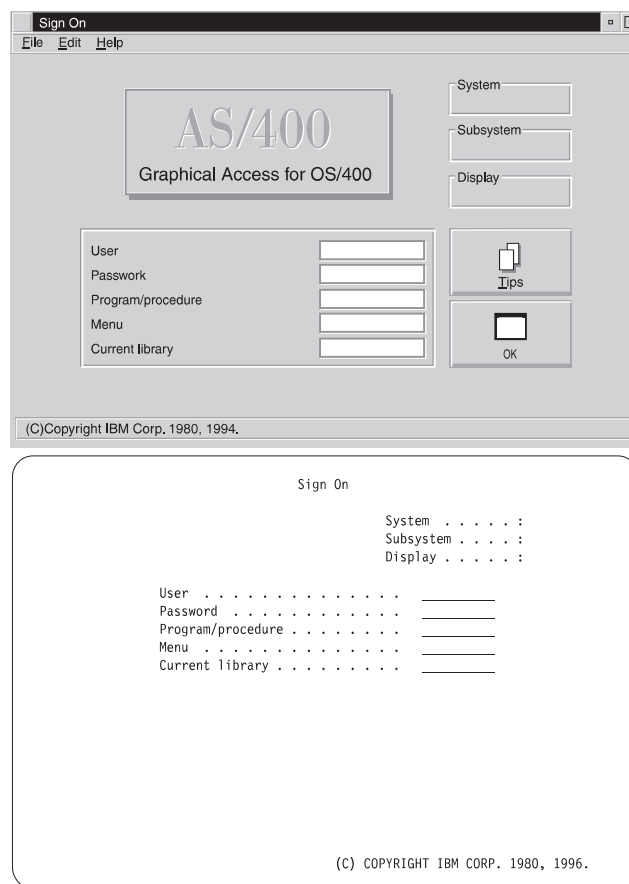 Sign On
File Edit Help
AS/400
Graphical Access for OS/400
System
Subsystem
Display
User
Passwork
Program/procedure
Menu
Current library
Tips
OK
(C)Copyright IBM Corp. 1980, 1994.
Sign On
System . . . . . :
Subsystem . . . . :
Display . . . . . :
User . . . . . . . . . . . . . .
Password . . . . . . . . . . . .
Program/procedure . . . . . . . .
Menu . . . . . . . . . . . . . .
Current library . . . . . . . . .
(C) COPYRIGHT IBM CORP. 1980, 1996.